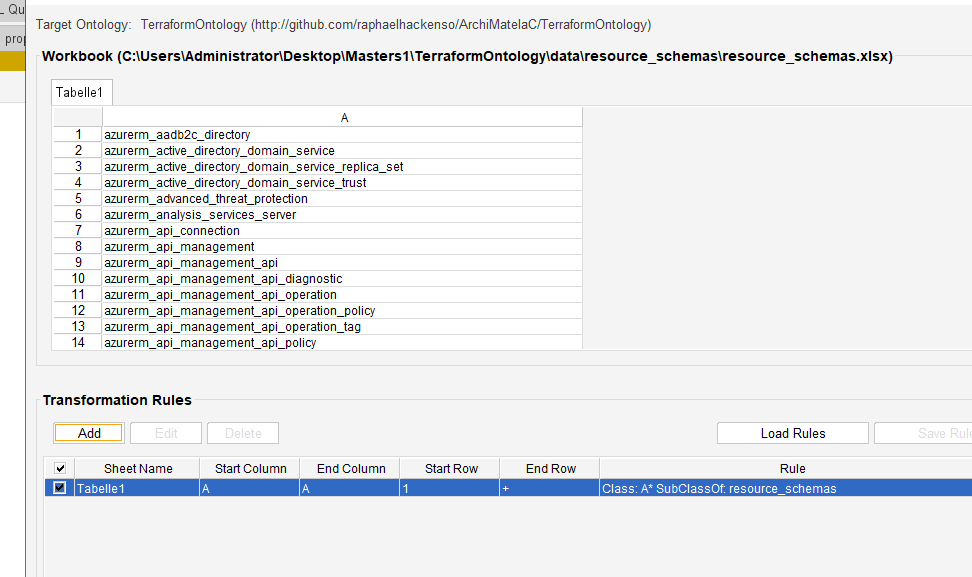 L Qu
Target Ontology: TerraformOntology (http://github.com/raphaelhackenso/ArchiMateIaC/TerraformOntology)
prop
Workbook (C:\Users\Administrator\Desktop\Masters1\TerraformOntology\data\resource_schemas\resource_schemas.xlsx)
Tabelle1
A
1 azurerm_aadb2c_directory
2 azurerm_active_directory_domain_service
3 azurerm_active_directory_domain_service_replica_set
4 azurerm_active_directory_domain_service_trust
5 azurerm_advanced_threat_protection
6 azurerm_analysis_services_server
7 azurerm_api_connection
8 azurerm_api_management
9 azurerm_api_management_api
10 azurerm_api_management_api_diagnostic
11 azurerm_api_management_api_operation
12 azurerm_api_management_api_operation_policy
13 azurerm_api_management_api_operation_tag
14 azurerm_api_management_api_policy
Transformation Rules
Add Edit Delete Load Rules Save Rule
Sheet Name Start Column End Column Start Row End Row Rule
Tabelle1 A A 1 + Class: A* SubClassOf: resource_schemas